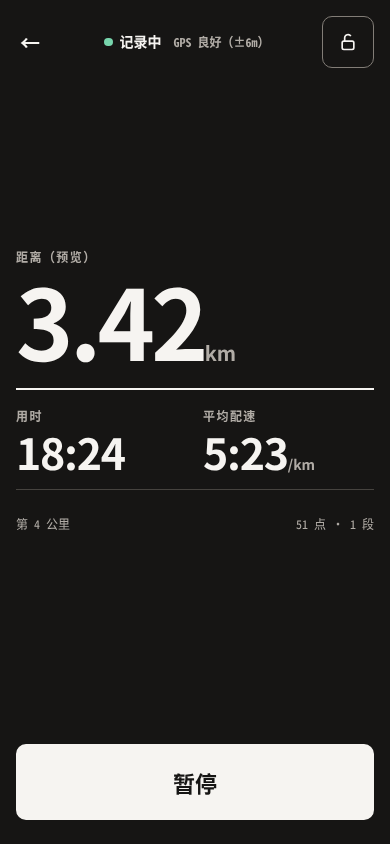 记录中 GPS 良好（±6m）
距离（预览）
3.42km
用时 平均配速
18:24 5:23/km
第 4 公里 51 点 · 1 段
暂停